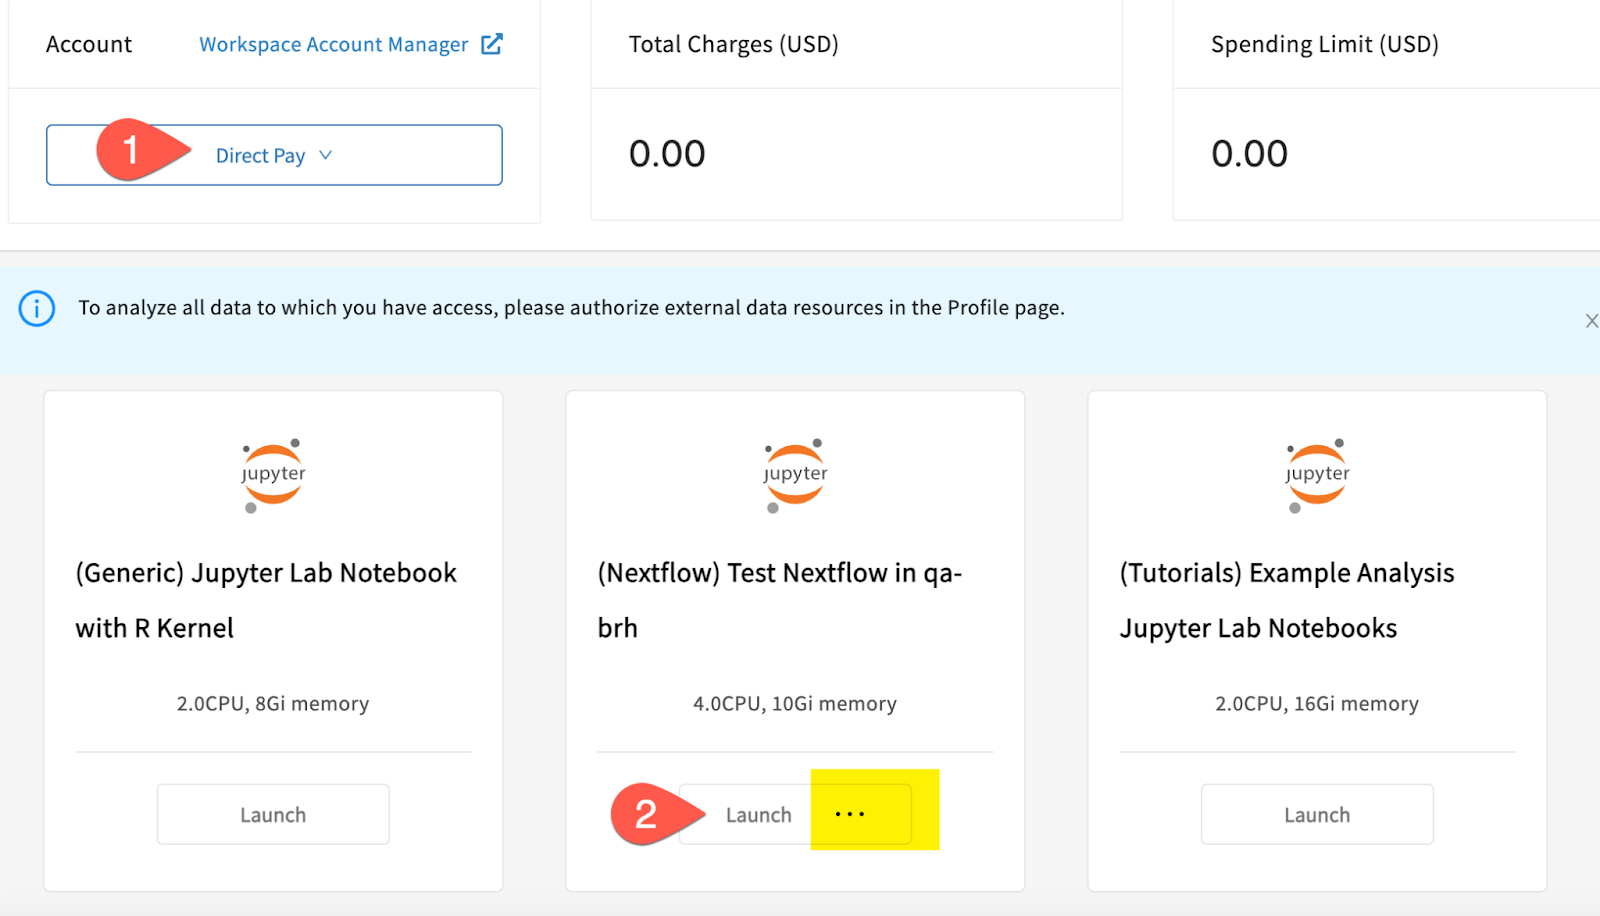 Account
Workspace Account Manager
Total Charges (USD)
Spending Limit (USD)
1
Direct Pay
0.00
0.00
To analyze all data to which you have access, please authorize external data resources in the Profile page.
jupyter
jupyter
jupyter
(Generic) Jupyter Lab Notebook
with R Kernel
(Nextflow) Test Nextflow in qa-
brh
(Tutorials) Example Analysis
Jupyter Lab Notebooks
2.0CPU, 8Gi memory
4.0CPU, 10Gi memory
2.0CPU, 16Gi memory
Launch
2
Launch
...
Launch